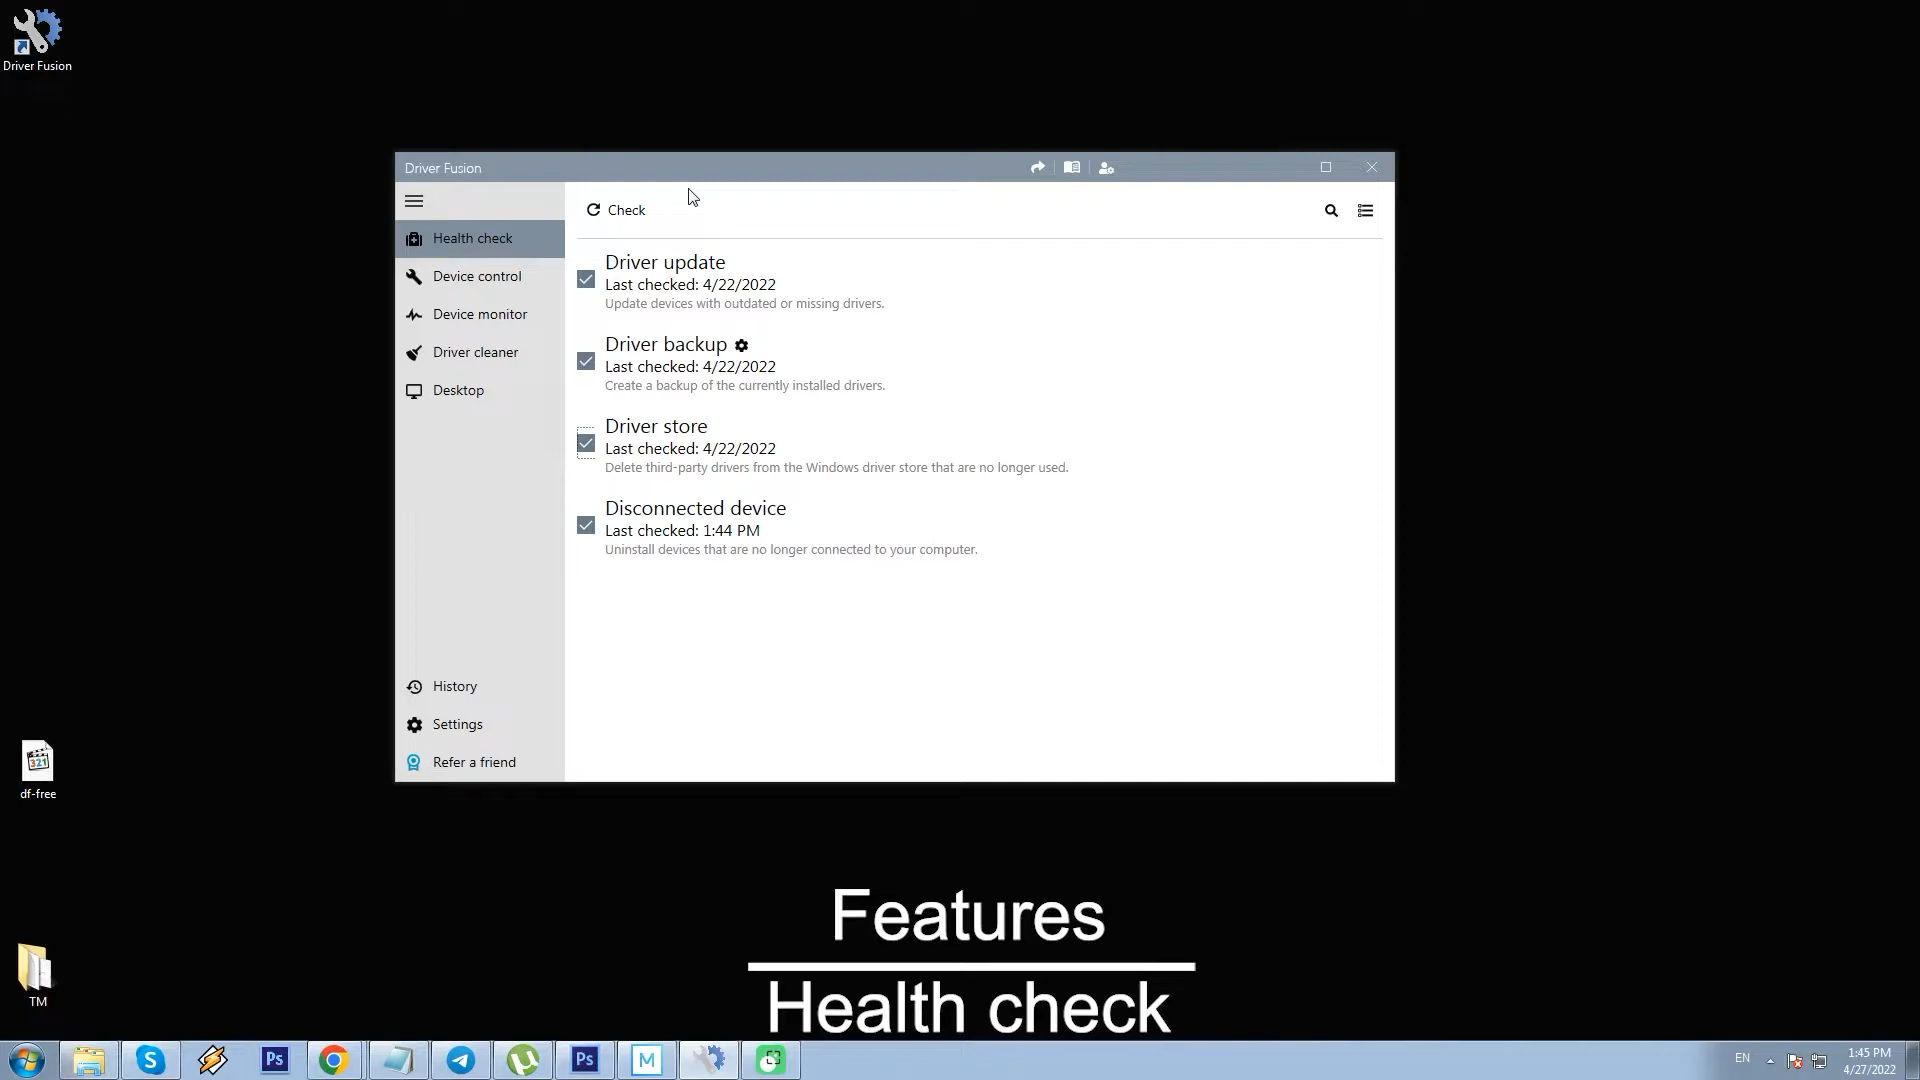 Driver Fusion
Driver Fusion
Check
Health check
Device control
Device monitor
Driver cleaner
Desktop
Driver update
Last checked: 4/22/2022
Update devices with outdated or missing drivers.
Driver backup
Last checked: 4/22/2022
Create a backup of the currently installed drivers.
Driver store
Last checked: 4/22/2022
Delete third-party drivers from the Windows driver store that are no longer used.
Disconnected device
Last checked: 1:44 PM
Uninstall devices that are no longer connected to your computer.
History
Settings
Refer a friend
321
df-free
TM
Features
Health check
S
Ps
Ps
M
EN
1:45 PM
4/27/2022